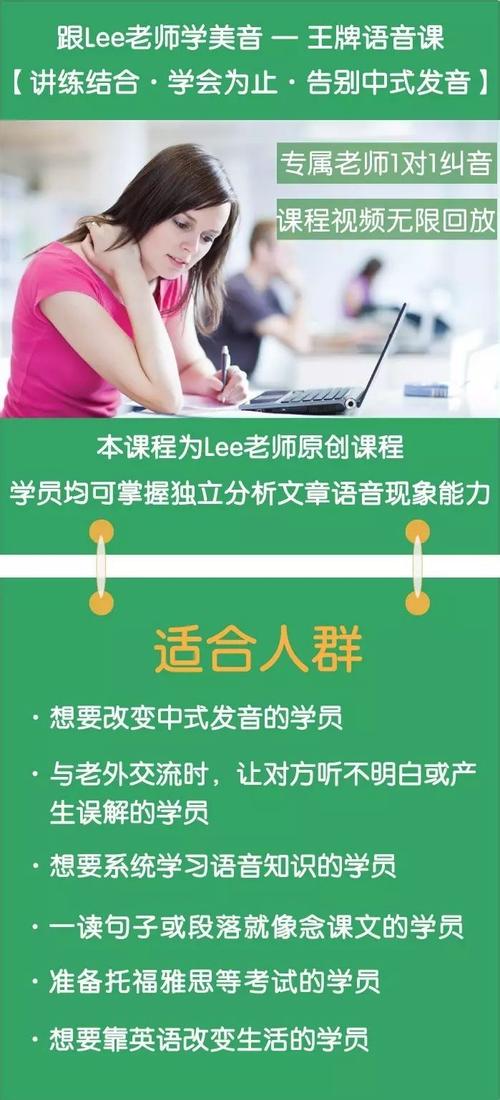 跟Lee老师学美音 — 王牌语音课
【 讲练结合 · 学会为止 · 告别中式发音 】
专属老师1对1纠音
课程视频无限回放
本课程为Lee老师原创课程
学员均可掌握独立分析文章语音现象能力
适合人群
· 想要改变中式发音的学员
· 与老外交流时，让对方听不明白或产
生误解的学员
· 想要系统学习语音知识的学员
· 一读句子或段落就像念课文的学员
· 准备托福雅思等考试的学员
· 想要靠英语改变生活的学员